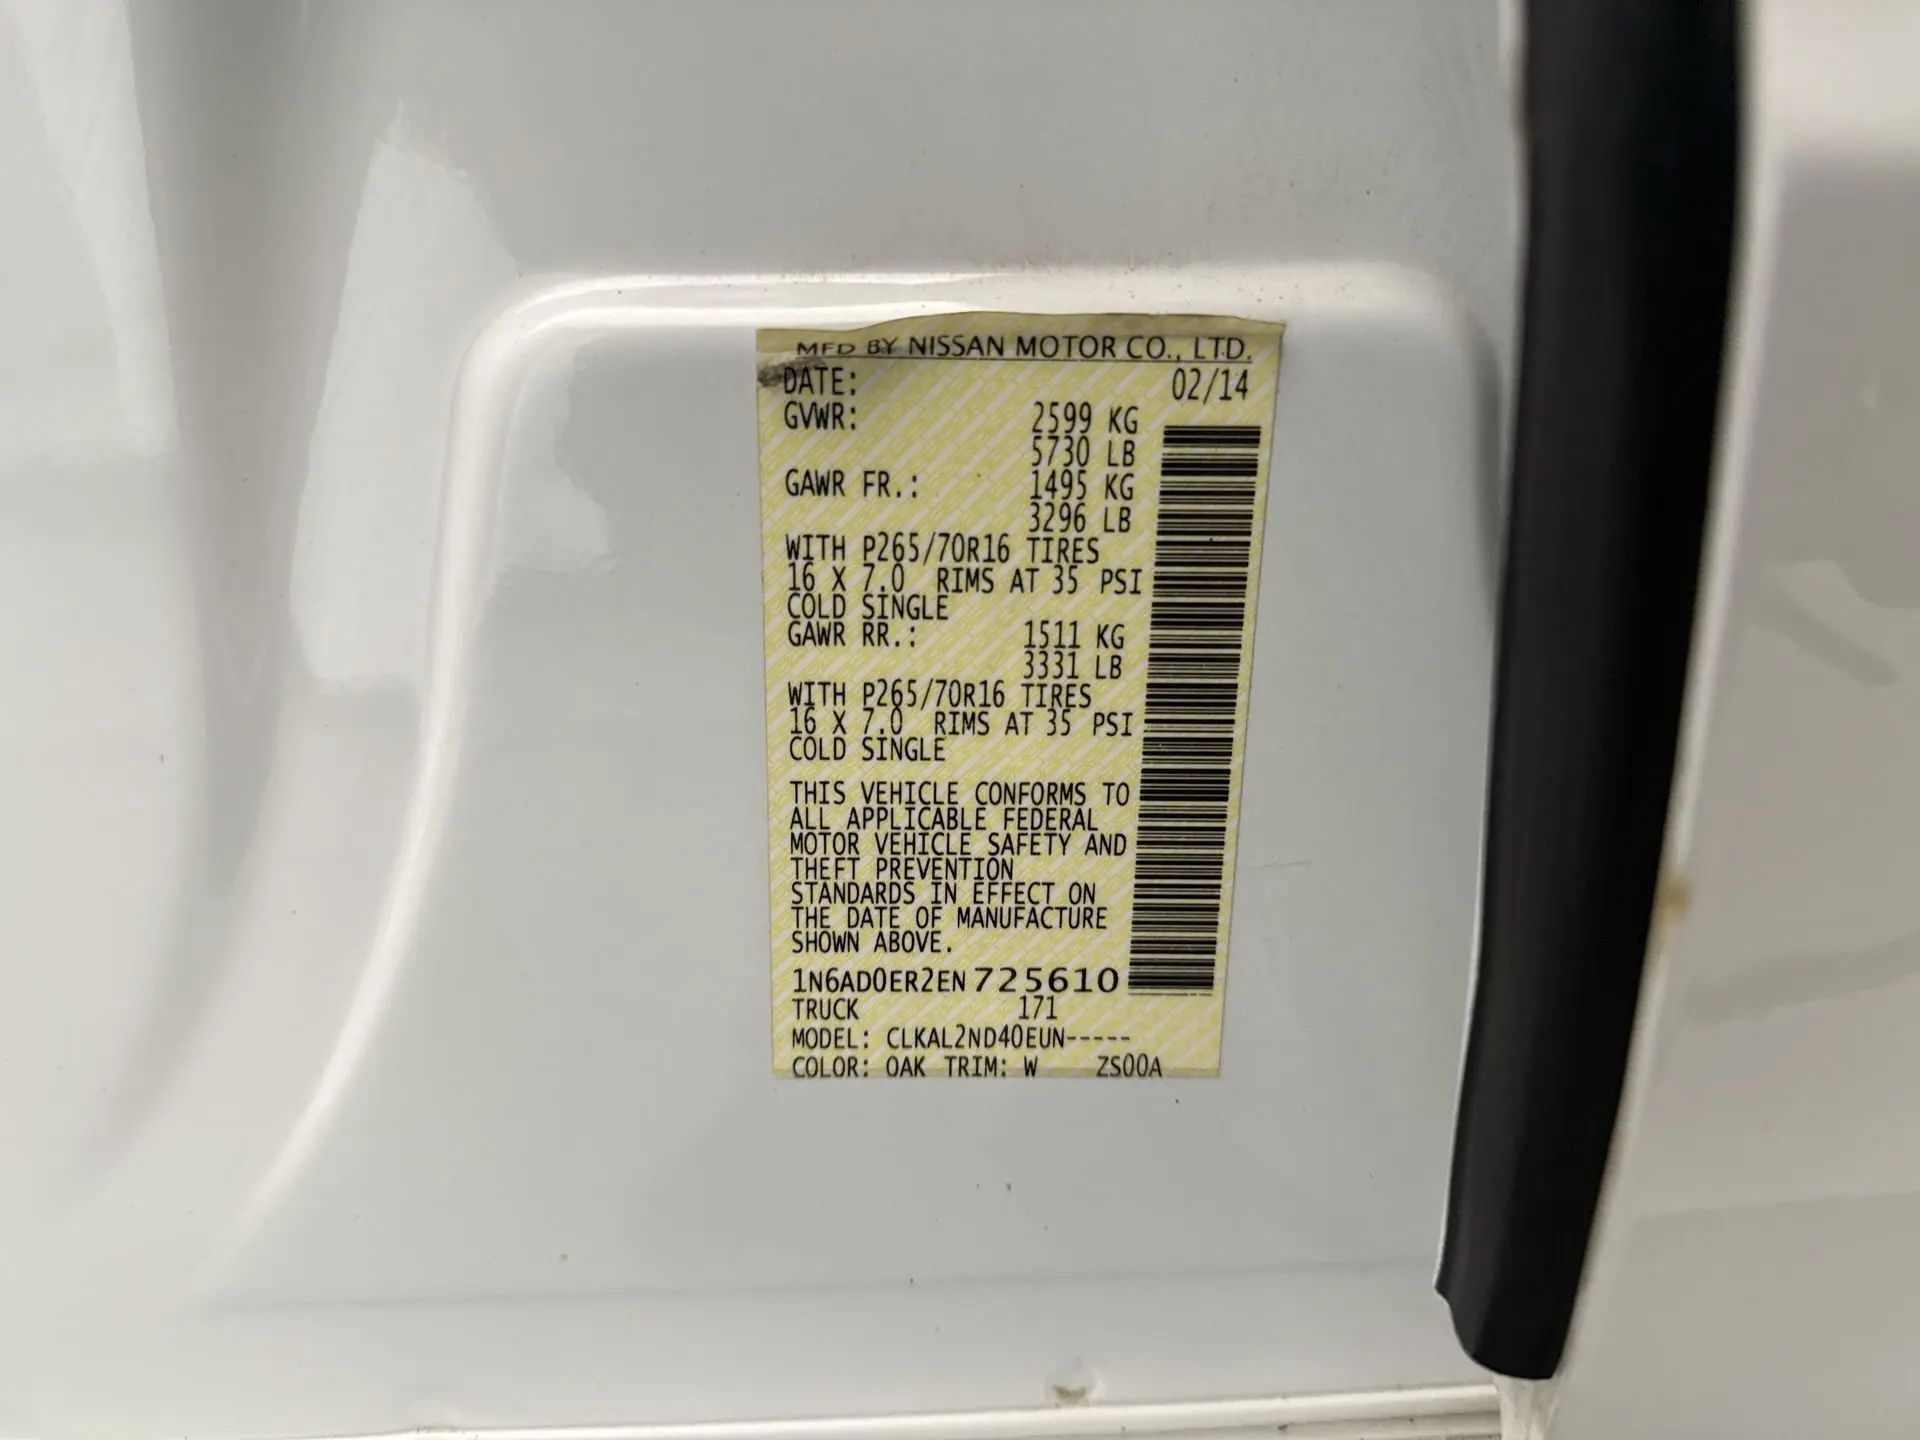 MFD BY NISSAN MOTOR CO., LTD.
DATE: 02/14
GVWR: 2599 KG
5730 LB
GAWR FR.: 1495 KG
3296 LB
WITH P265/70R16 TIRES
16 X 7.0 RIMS AT 35 PSI
COLD SINGLE
GAWR RR.: 1511 KG
3331 LB
WITH P265/70R16 TIRES
16 X 7.0 RIMS AT 35 PSI
COLD SINGLE
THIS VEHICLE CONFORMS TO
ALL APPLICABLE FEDERAL
MOTOR VEHICLE SAFETY AND
THEFT PREVENTION
STANDARDS IN EFFECT ON
THE DATE OF MANUFACTURE
SHOWN ABOVE.
1N6AD0ER2EN 725610
TRUCK 171
MODEL: CLKAL2ND40EUN-----
COLOR: QAK TRIM: W ZS00A